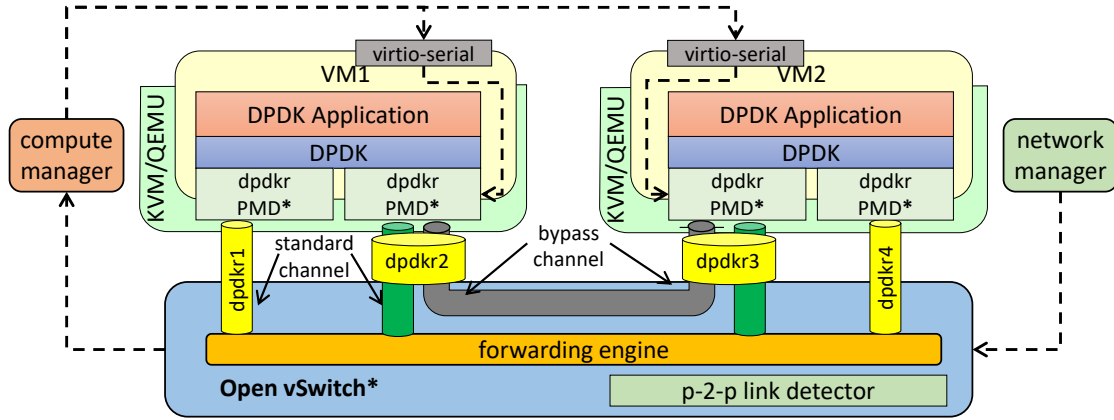 virtio-serial
virtio-serial
VM1
VM2
KVM/QEMU
DPDK Application
DPDK
dpdkr
PMD*
dpdkr
PMD*
KVM/QEMU
DPDK Application
DPDK
dpdkr
PMD*
dpdkr
PMD*
compute
manager
network
manager
standard
channel
bypass
channel
dpdkr1
dpdkr2
dpdkr3
dpdkr4
forwarding engine
Open vSwitch*
p-2-p link detector